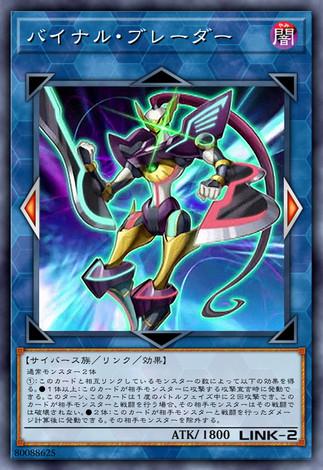 バイナル・ブレーダー
やみ
闇
【サイバース族/リンク/効果】
通常モンスター2体
①:このカードと相互リンクしているモンスターの数によって以下の効果を得
る。●1体以上:このカードが相手モンスターに攻撃する攻撃宣言時に発動で
きる。このターン、このカードは1度のバトルフェイズ中に2回攻撃でき、このカ
ードが相手モンスターと戦闘を行う場合、その相手モンスターはその戦闘で
は破壊されない。●2体:このカードが相手モンスターと戦闘を行ったダメー
ジ計算後に発動できる。その相手モンスターを除外する。
ATK/1800 LINK-2
80088625